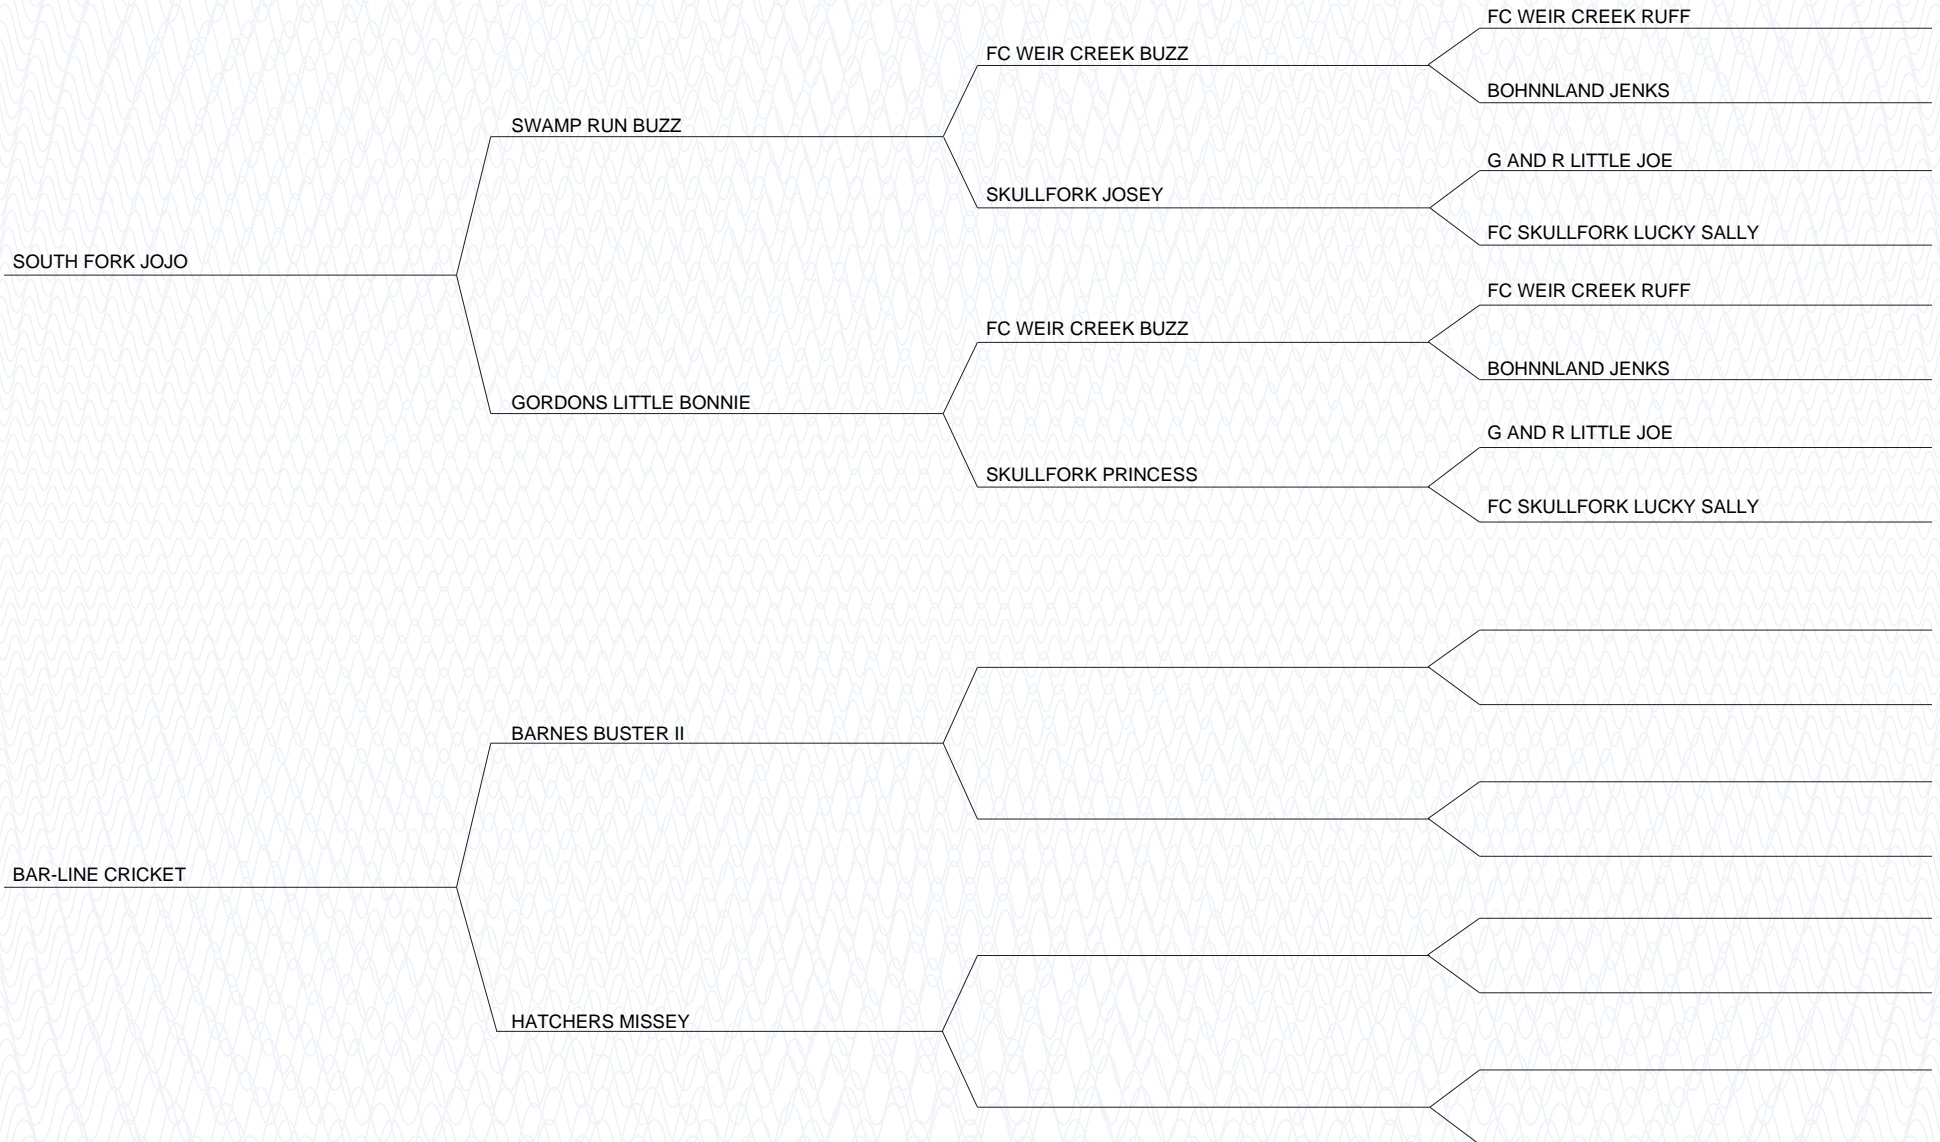 FC WEIR CREEK RUFF
FC WEIR CREEK BUZZ
BOHNNLAND JENKS
SWAMP RUN BUZZ
G AND R LITTLE JOE
SKULLFORK JOSEY
FC SKULLFORK LUCKY SALLY
SOUTH FORK JOJO
FC WEIR CREEK RUFF
FC WEIR CREEK BUZZ
BOHNNLAND JENKS
GORDONS LITTLE BONNIE
G AND R LITTLE JOE
SKULLFORK PRINCESS
FC SKULLFORK LUCKY SALLY
BARNES BUSTER II
BAR-LINE CRICKET
HATCHERS MISSEY